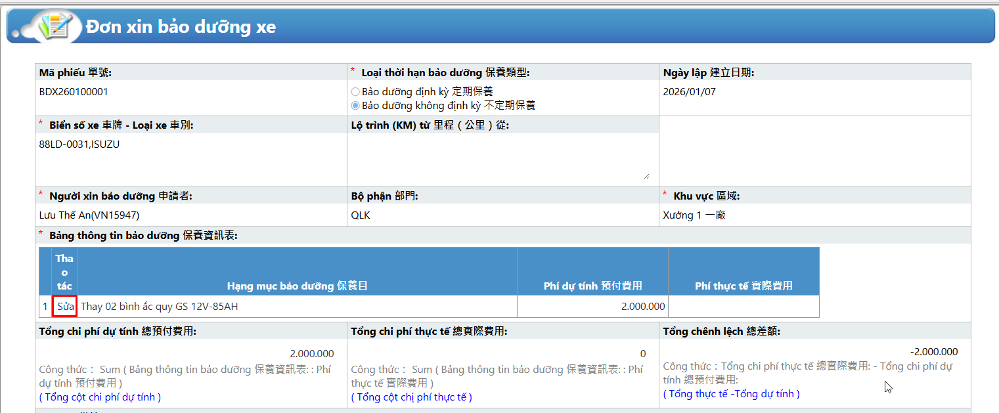 Đơn xin bảo dưỡng xe
Mã phiếu 單號:
* Loại thời hạn bảo dưỡng 保養類型:
Ngày lập 建立日期:
BDX260100001
Bảo dưỡng định kỳ 定期保養
Bảo dưỡng không định kỳ 不定期保養
2026/01/07
* Biển số xe 車牌 - Loại xe 車別:
Lộ trình (KM) từ 里程（公里）從:
88LD-0031,ISUZU
* Người xin bảo dưỡng 申請者:
Bộ phận 部門:
* Khu vực 區域:
Lưu Thế An(VN15947)
QLK
Xưởng 1 一廠
* Bảng thông tin bảo dưỡng 保養資訊表:
Tha
o
tác
Hạng mục bảo dưỡng 保養目
Phí dự tính 預付費用
Phí thực tế 實際費用
1 Sửa Thay 02 bình ắc quy GS 12V-85AH 2.000.000
Tổng chi phí dự tính 總預付費用:
2.000.000
Công thức： Sum ( Bảng thông tin bảo dưỡng 保養資訊表: : Phí
dự tính 預付費用 )
( Tổng cột chi phí dự tính )
Tổng chi phí thực tế 總實際費用:
0
Công thức： Sum ( Bảng thông tin bảo dưỡng 保養資訊表: : Phí
thực tế 實際費用 )
( Tổng cột chị phí thực tế )
Tổng chênh lệch 總差額:
-2.000.000
Công thức：Tổng chi phí thực tế 總實際費用: - Tổng chi phí dự
tính 總預付費用:
( Tổng thực tế -Tổng dự tính )